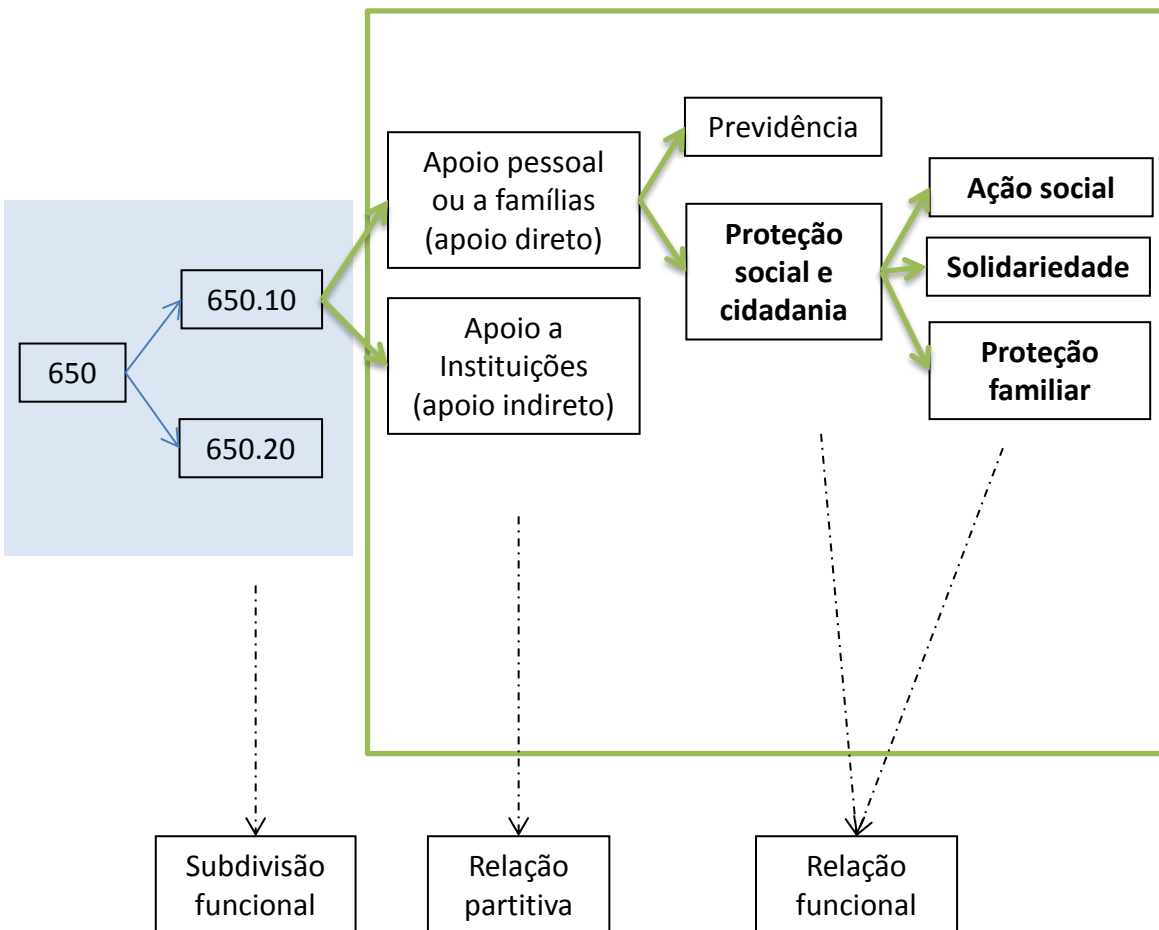 650
650.10
650.20
Apoio pessoal
ou a famílias
(apoio direto)
Apoio a
Instituições
(apoio indireto)
Previdência
Proteção
social e
cidadania
Ação social
Solidariedade
Proteção
familiar
Subdivisão
funcional
Relação
partitiva
Relação
funcional